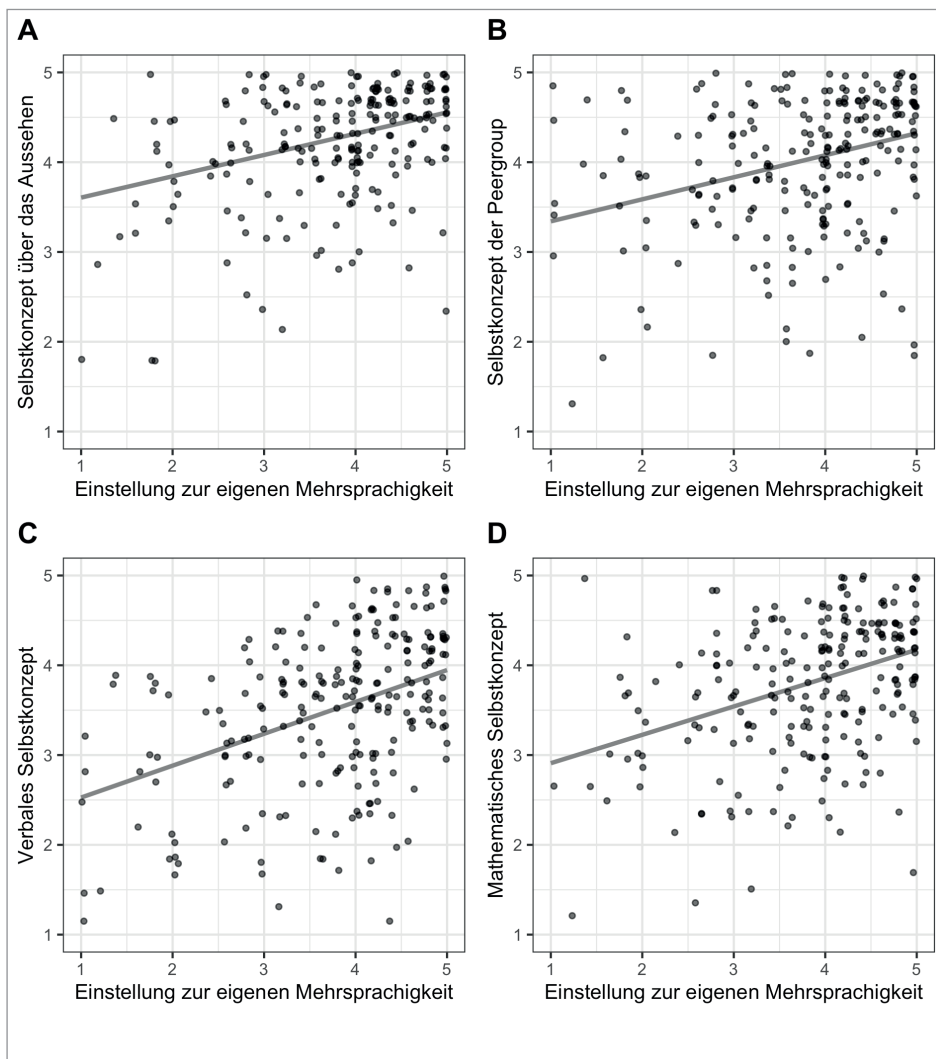 A
Selbstkonzept über das Aussehen
5
4
3
2
1
1 2 3 4 5
Einstellung zur eigenen Mehrsprachigkeit
B
Selbstkonzept der Peergroup
5
4
3
2
1
1 2 3 4 5
Einstellung zur eigenen Mehrsprachigkeit
C
Verbales Selbstkonzept
5
4
3
2
1
1 2 3 4 5
Einstellung zur eigenen Mehrsprachigkeit
D
Mathematisches Selbstkonzept
5
4
3
2
1
1 2 3 4 5
Einstellung zur eigenen Mehrsprachigkeit